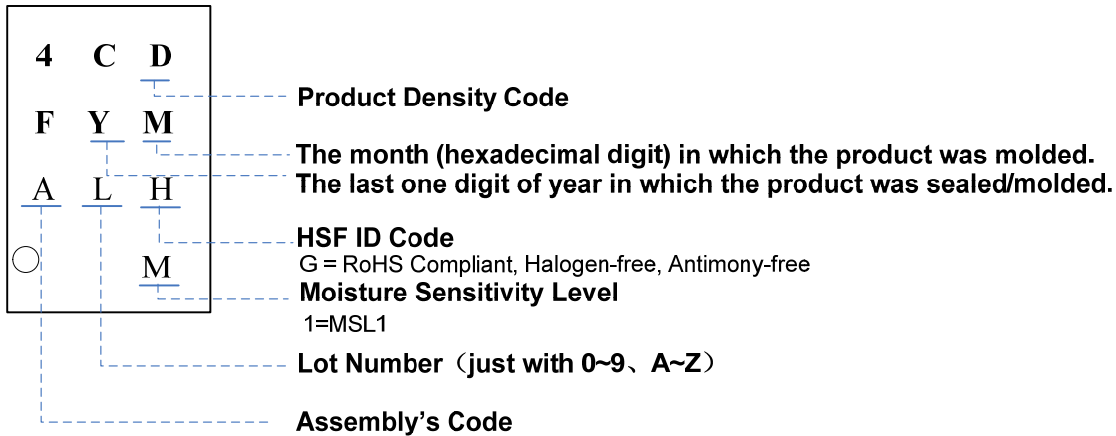 4 C D
Product Density Code
F Y M
The month (hexadecimal digit) in which the product was molded.
The last one digit of year in which the product was sealed/molded.
A L H
HSF ID Code
G = RoHS Compliant, Halogen-free, Antimony-free
M
Moisture Sensitivity Level
1=MSL1
Lot Number（just with 0~9、A~Z）
Assembly's Code